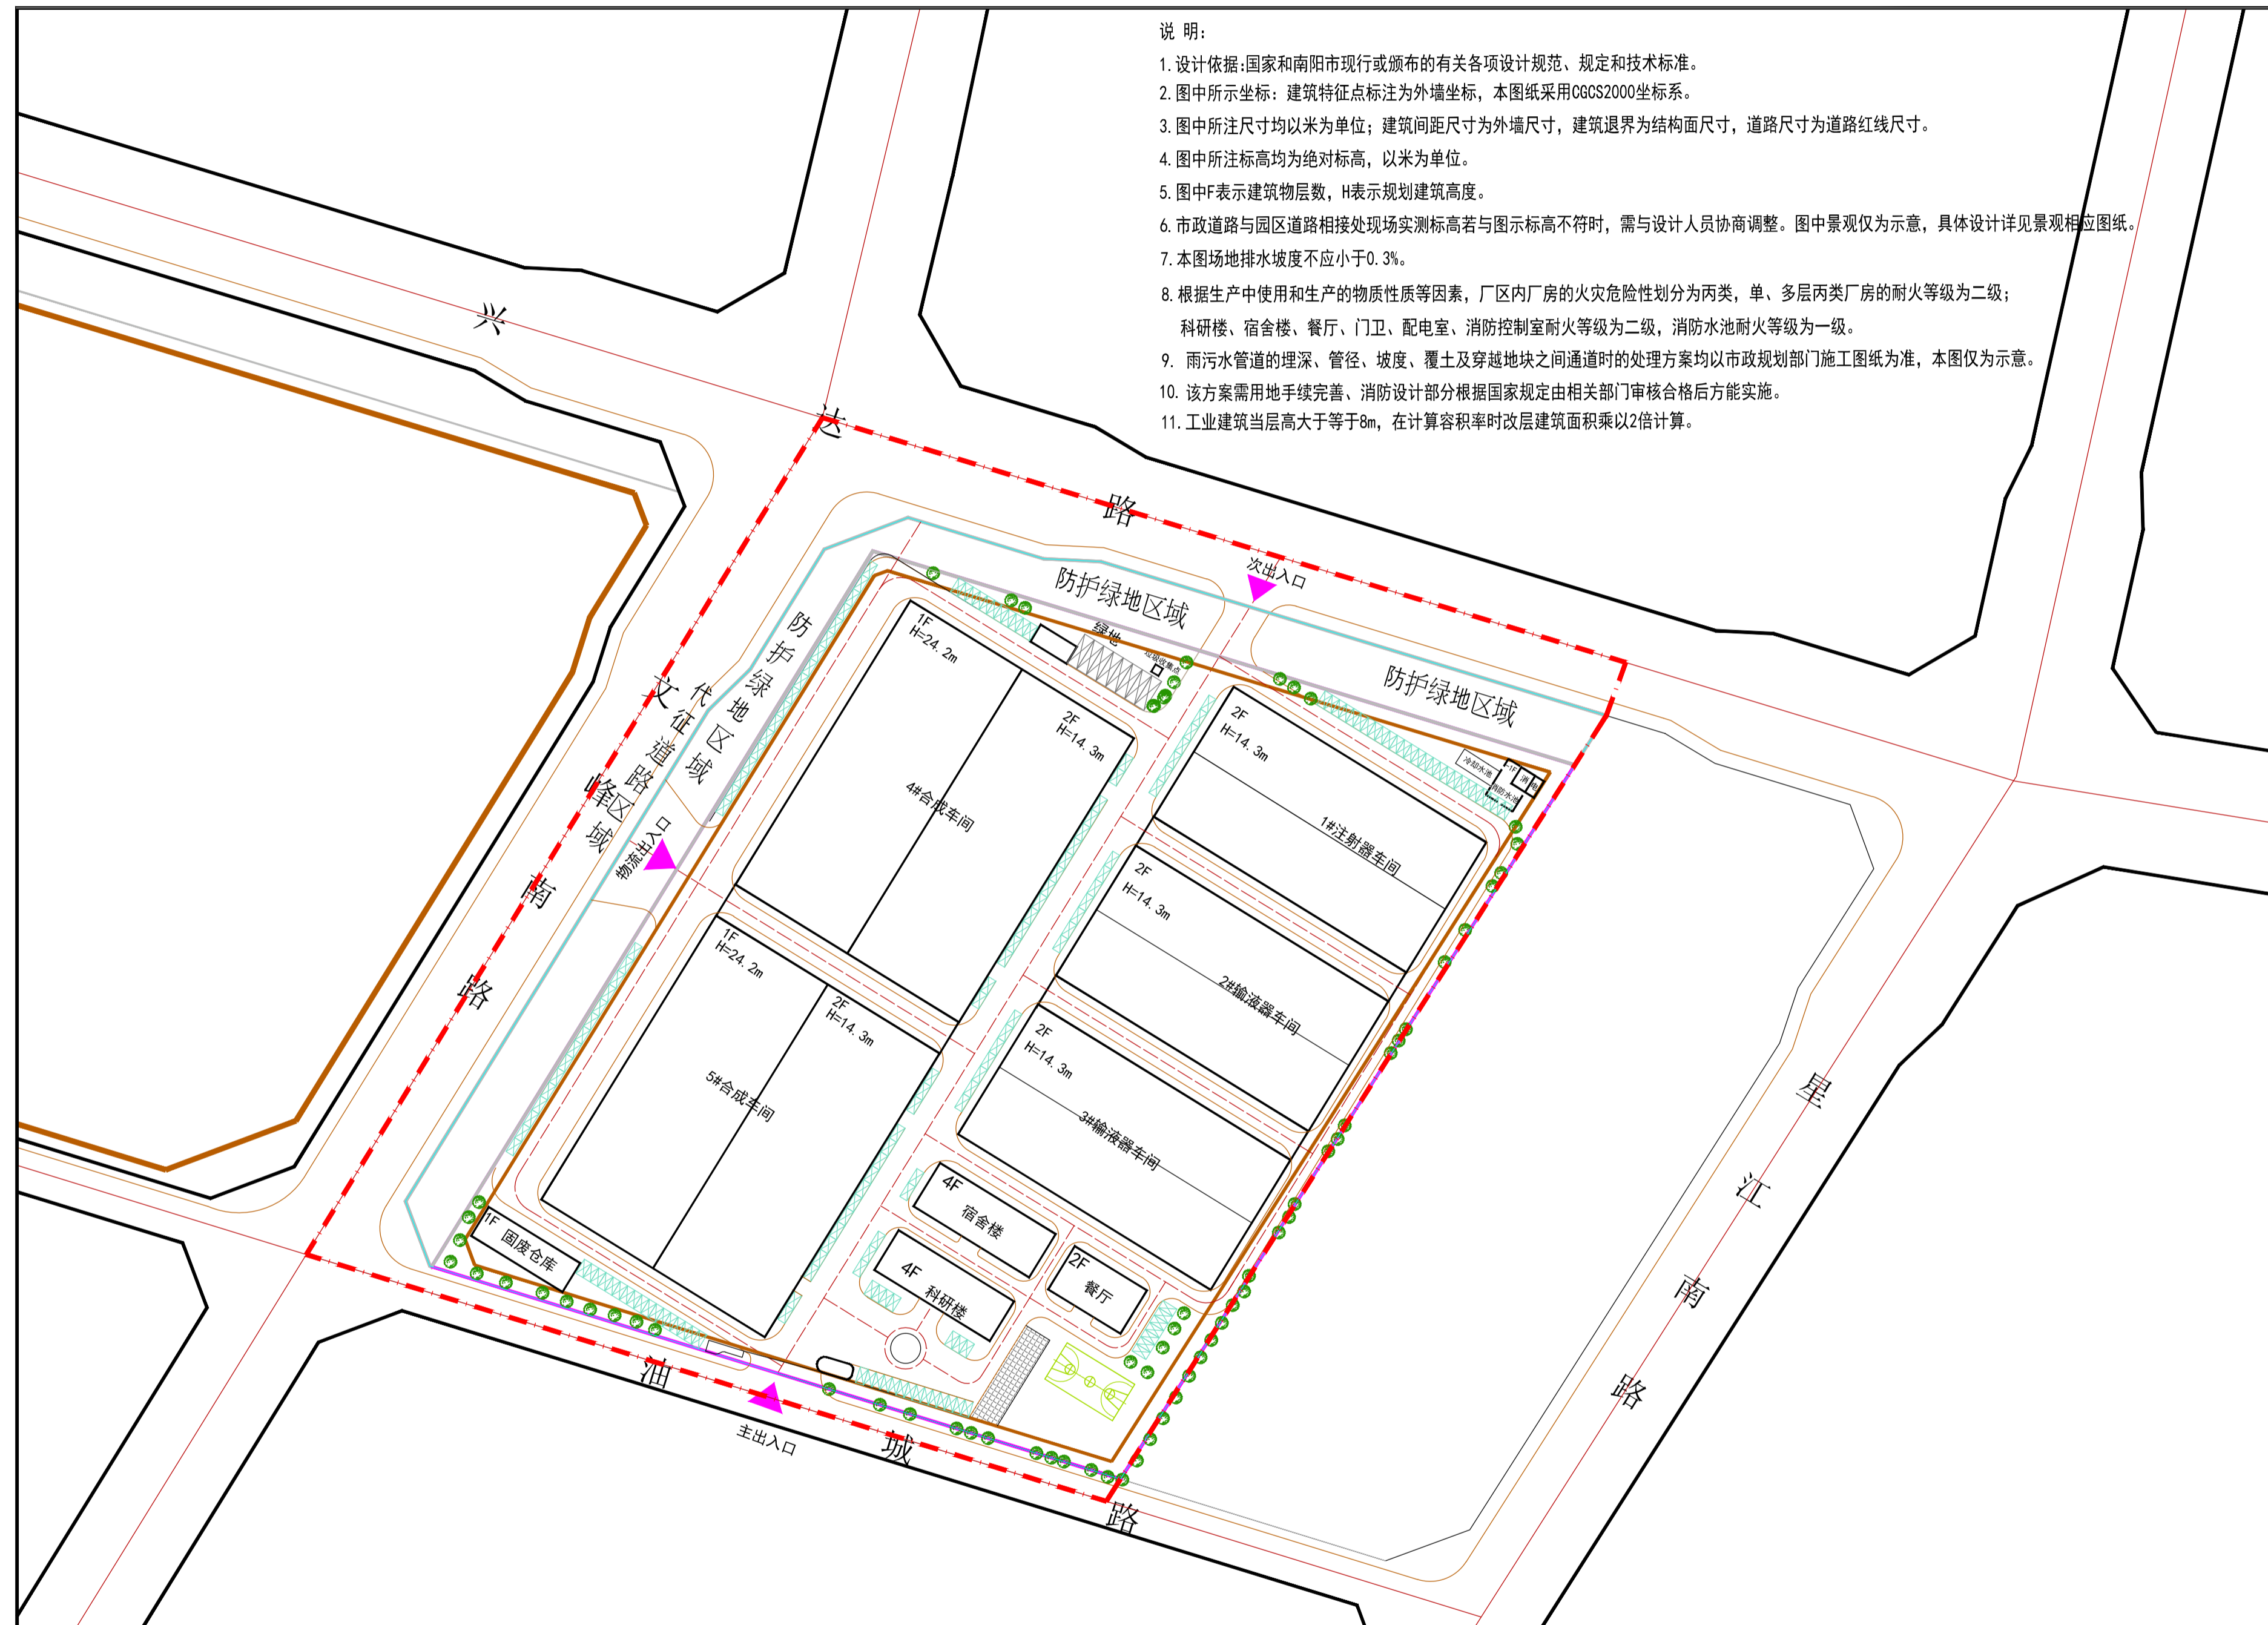 说 明:
1.设计依据:国家和南阳市现行或颁布的有关各项设计规范、规定和技术标准。
2.图中所示坐标：建筑特征点标注为外墙坐标，本图纸采用CGCS2000坐标系。
3.图中所注尺寸均以米为单位；建筑间距尺寸为外墙尺寸，建筑退界为结构面尺寸，道路尺寸为道路红线尺寸。
4.图中所注标高均为绝对标高，以米为单位。
5.图中F表示建筑物层数，H表示规划建筑高度。
6.市政道路与园区道路相接处现场实测标高若与图示标高不符时，需与设计人员协商调整。图中景观仅为示意，具体设计详见景观相应图纸。
7.本图场地排水坡度不应小于0.3%。
8.根据生产中使用和生产的物质性质等因素，厂区内厂房的火灾危险性划分为丙类，单、多层丙类厂房的耐火等级为二级；
科研楼、宿舍楼、餐厅、门卫、配电室、消防控制室耐火等级为二级，消防水池耐火等级为一级。
9. 雨污水管道的埋深、管径、坡度、覆土及穿越地块之间通道时的处理方案均以市政规划部门施工图纸为准，本图仅为示意。
10. 该方案需用地手续完善、消防设计部分根据国家规定由相关部门审核合格后方能实施。
11.工业建筑当层高大于等于8m，在计算容积率时改层建筑面积乘以2倍计算。
兴达路
次出入口
防护绿地区域
防护绿地区域
防护绿地区域
代征道路区域
文峰南路
物流出入口
绿地
垃圾收集点
1F
H=24.2m
2F
H=14.3m
4#合成车间
2F
H=14.3m
1#注射器车间
冷却水池
-1F
消
电
消防水池
2F
H=14.3m
2#输液器车间
1F
H=24.2m
2F
H=14.3m
5#合成车间
2F
H=14.3m
3#输液器车间
4F
宿舍楼
4F
科研楼
2F
餐厅
1F
固废仓库
主出入口
油城路
星江南路